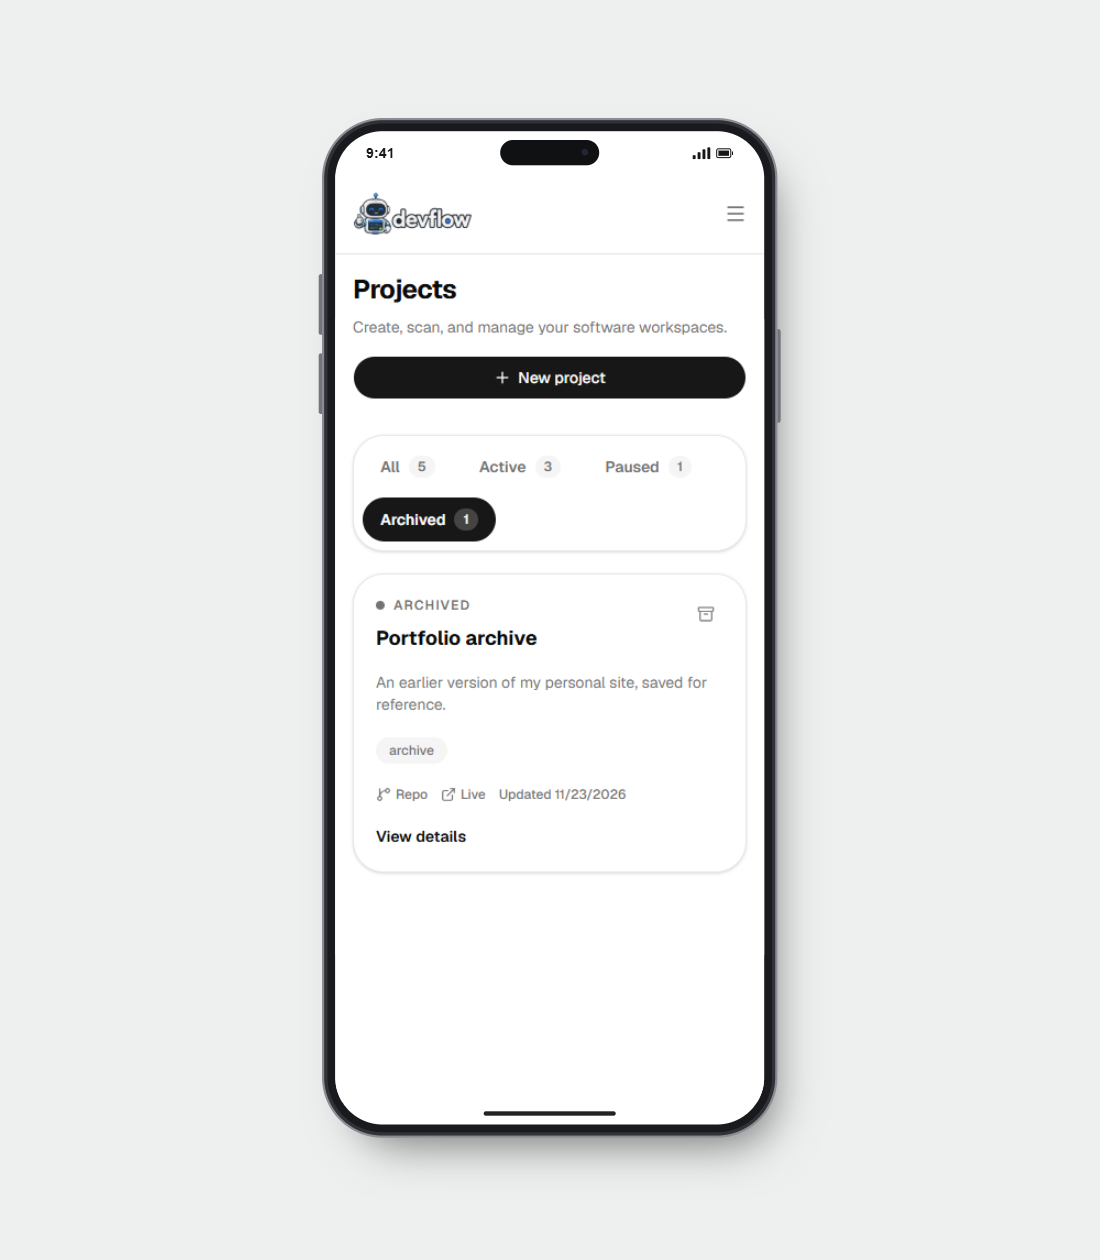 9:41
devflow
Projects
Create, scan, and manage your software workspaces.
+ New project
All 5 Active 3 Paused 1
Archived 1
ARCHIVED
Portfolio archive
An earlier version of my personal site, saved for
reference.
archive
Repo Live Updated 11/23/2026
View details